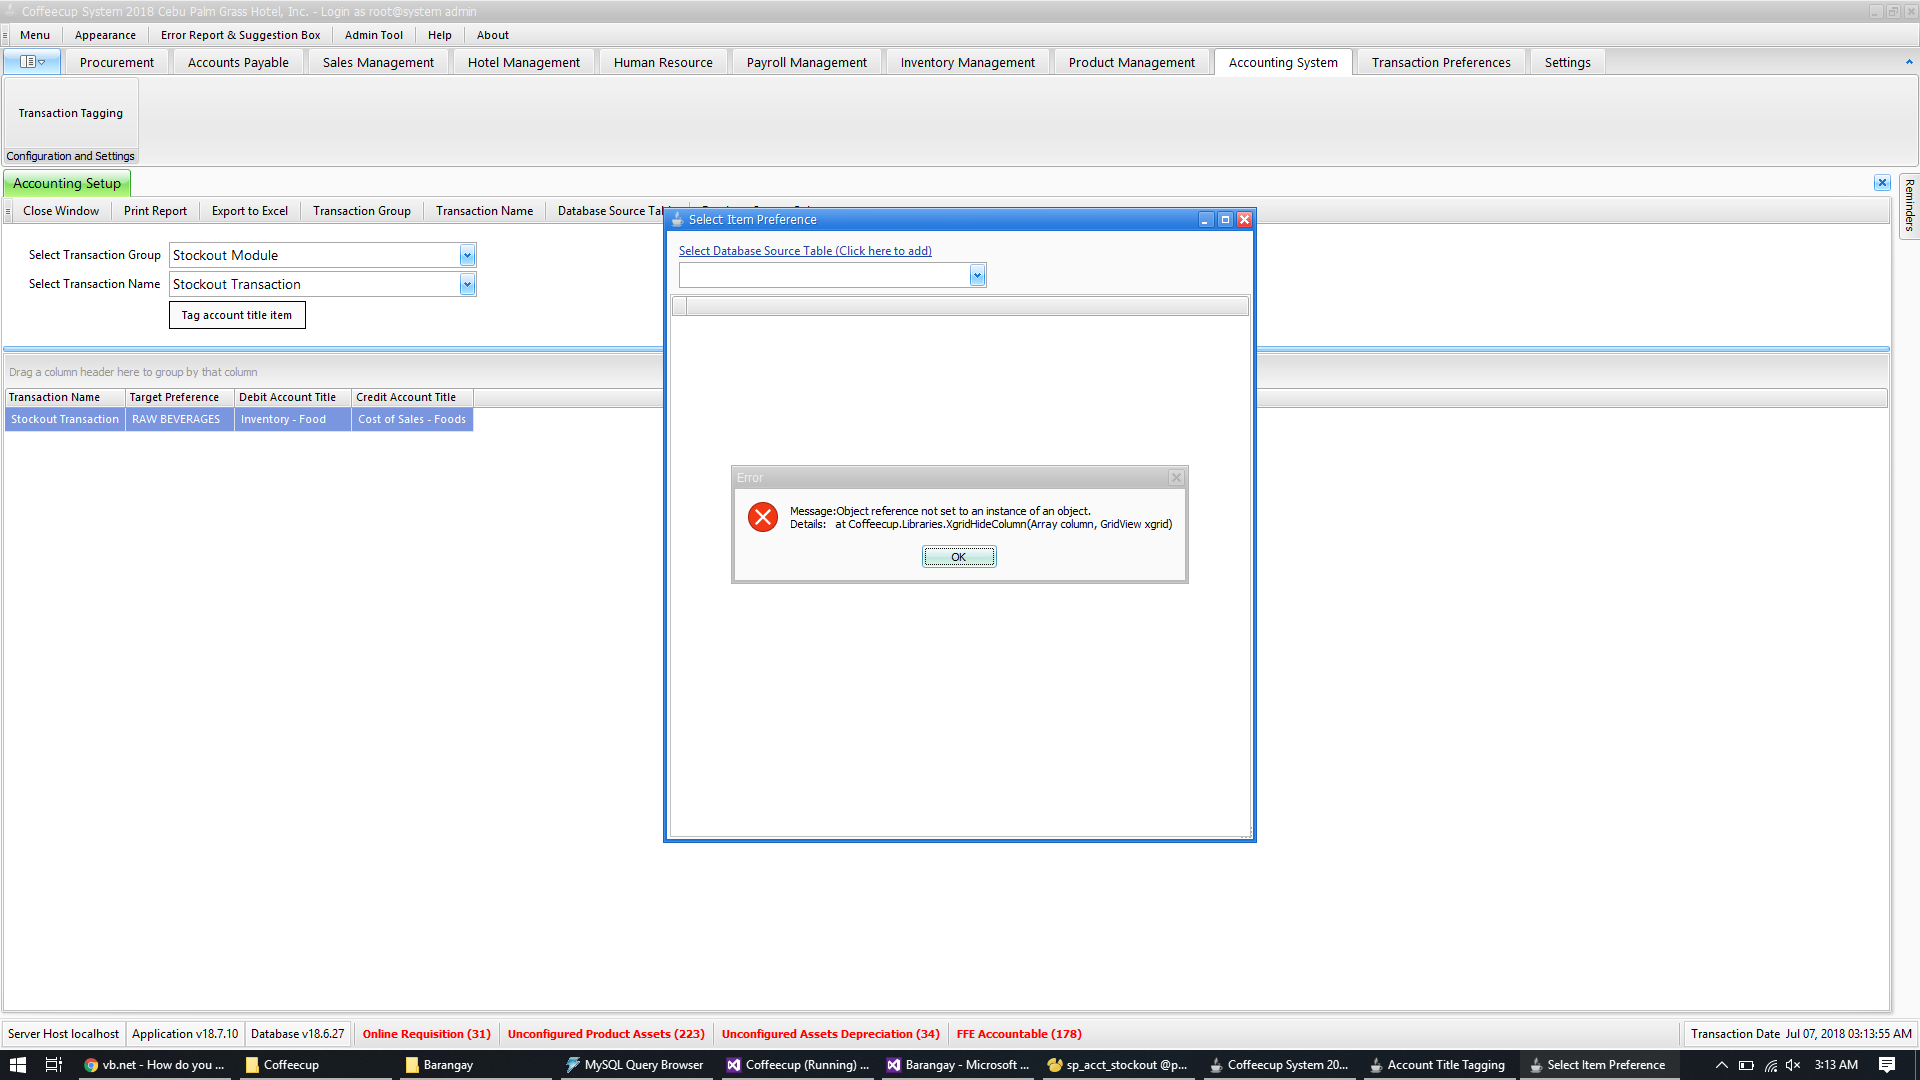 Coffeecup System 2018 Cebu Palm Grass Hotel, Inc. - Login as root@system admin
Menu Appearance Error Report & Suggestion Box Admin Tool Help About
Procurement Accounts Payable Sales Management Hotel Management Human Resource Payroll Management Inventory Management Product Management Accounting System Transaction Preferences Settings
Transaction Tagging
Configuration and Settings
Accounting Setup
Reminders
Close Window Print Report Export to Excel Transaction Group Transaction Name Database Source
Select Item Preference
Select Database Source Table (Click here to add)
Select Transaction Group Stockout Module
Select Transaction Name Stockout Transaction
Tag account title item
Drag a column header here to group by that column
Transaction Name Target Preference Debit Account Title Credit Account Title
Stockout Transaction RAW BEVERAGES Inventory - Food Cost of Sales - Foods
Error
Message:Object reference not set to an instance of an object.
Details: at Coffeecup.Libraries.XgridHideColumn(Array column, GridView xgrid)
OK
Server Host localhost Application v18.7.10 Database v18.6.27 Online Requisition (31) Unconfigured Product Assets (223) Unconfigured Assets Depreciation (34) FFE Accountable (178) Transaction Date Jul 07, 2018 03:13:55 AM
vb.net - How do you ... Coffeecup Barangay MySQL Query Browser Coffeecup (Running) ... Barangay - Microsoft ... sp_acct_stockout @p... Coffeecup System 20... Account Title Tagging Select Item Preference 3:13 AM